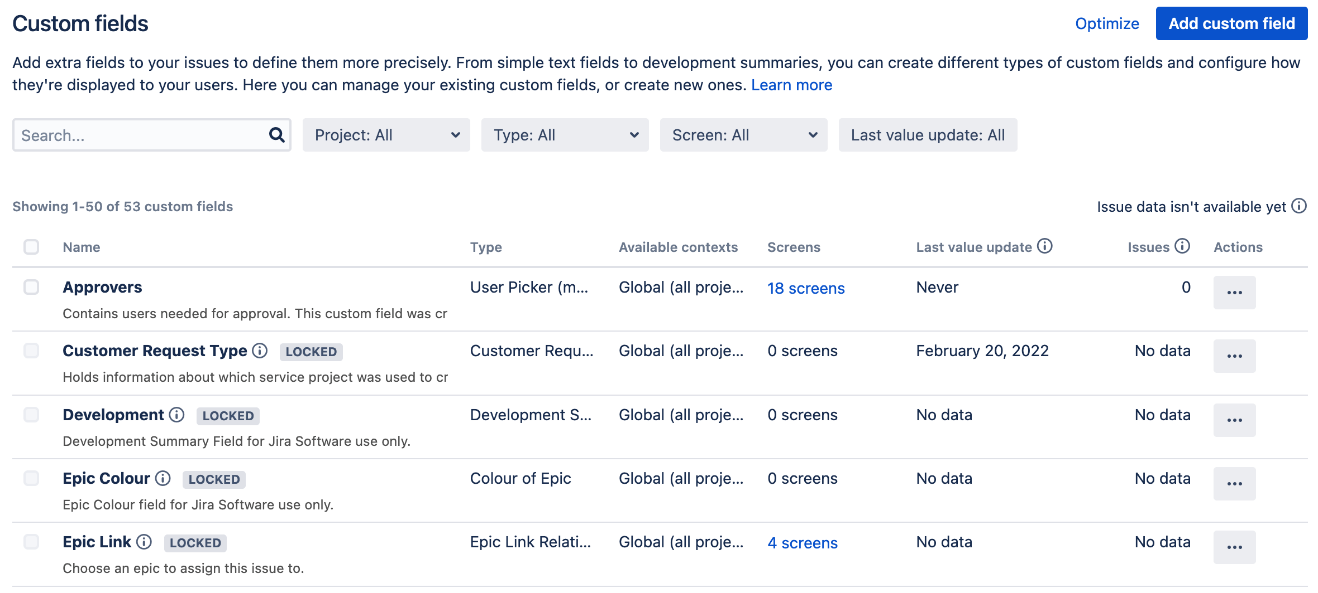 Custom fields
Optimize
Add custom field
Add extra fields to your issues to define them more precisely. From simple text fields to development summaries, you can create different types of custom fields and configure how
they're displayed to your users. Here you can manage your existing custom fields, or create new ones. Learn more
Search...
Project: All
Type: All
Screen: All
Last value update: All
Showing 1-50 of 53 custom fields
Issue data isn't available yet
Name Type Available contexts Screens Last value update Issues Actions
Approvers User Picker (m... Global (all proje... 18 screens Never 0 ...
Contains users needed for approval. This custom field was cr
Customer Request Type LOCKED Customer Requ... Global (all proje... 0 screens February 20, 2022 No data ...
Holds information about which service project was used to cr
Development LOCKED Development S... Global (all proje... 0 screens No data No data ...
Development Summary Field for Jira Software use only.
Epic Colour LOCKED Colour of Epic Global (all proje... 0 screens No data No data ...
Epic Colour field for Jira Software use only.
Epic Link LOCKED Epic Link Relati... Global (all proje... 4 screens No data No data ...
Choose an epic to assign this issue to.